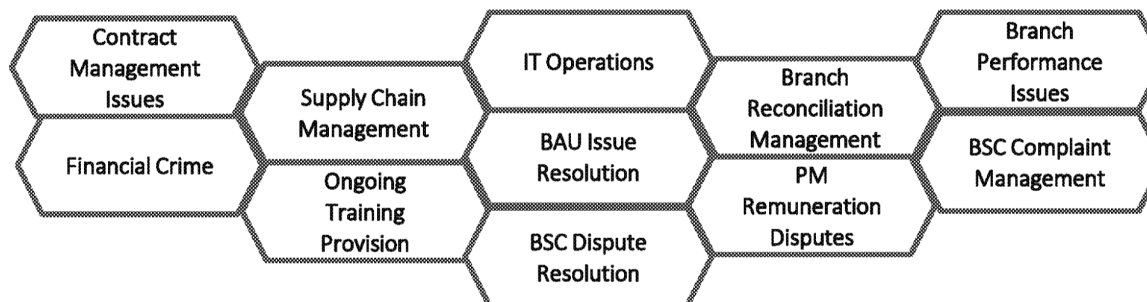 Contract
Management
Issues
Financial Crime
Supply Chain
Management
Ongoing
Training
Provision
IT Operations
BAU Issue
Resolution
BSC Dispute
Resolution
Branch
Reconciliation
Management
PM
Remuneration
Disputes
Branch
Performance
Issues
BSC Complaint
Management